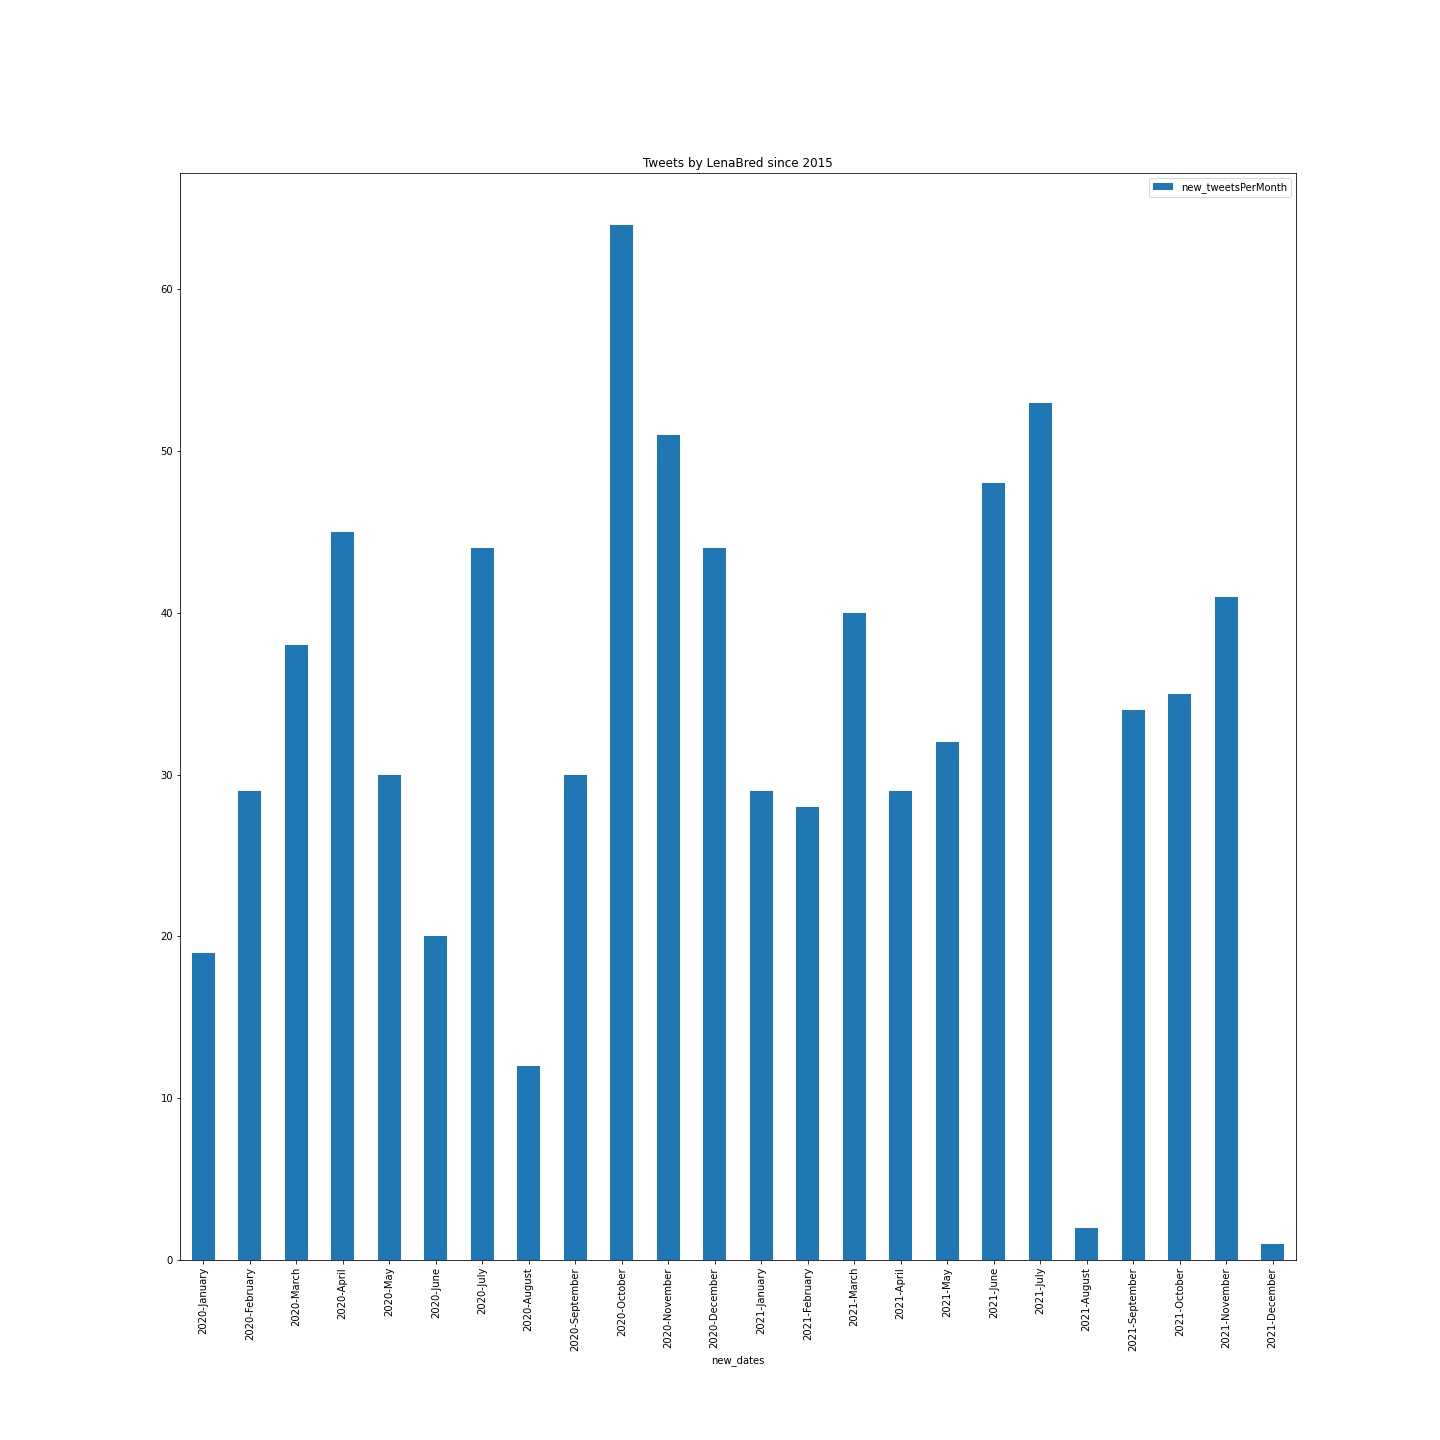 Tweets by LenaBred since 2015
new_tweetsPerMonth
60
50
40
30
20
10
0
2020-January
2020-February
2020-March
2020-April
2020-May
2020-June
2020-July
2020-August
2020-September
2020-October
2020-November
2020-December
2021-January
2021-February
2021-March
2021-April
2021-May
2021-June
2021-July
2021-August
2021-September
2021-October
2021-November
2021-December
new_dates